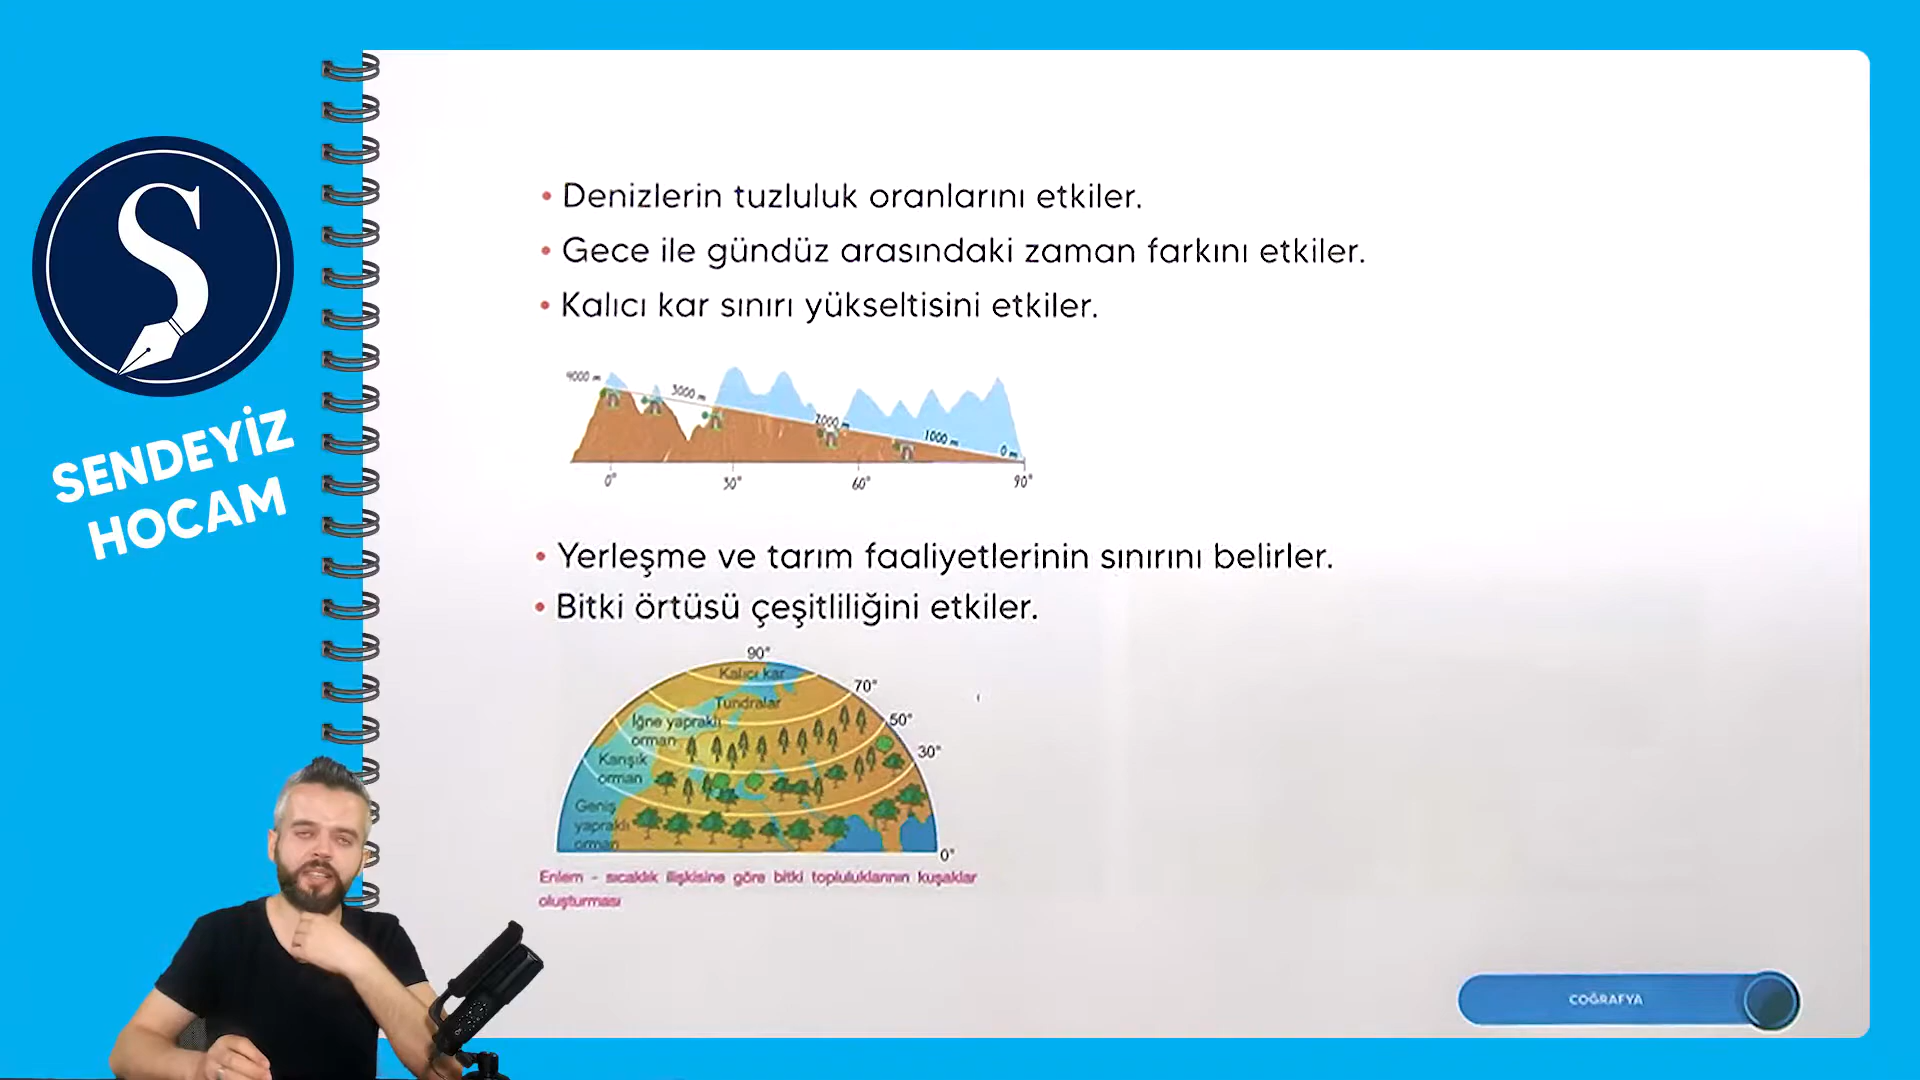 SENDEYİZ
HOCAM
• Denizlerin tuzluluk oranlarını etkiler.
• Gece ile gündüz arasındaki zaman farkını etkiler.
• Kalıcı kar sınırı yükseltisini etkiler.
4000 m
3000 m
2000 m
1000 m
0 m
0° 30° 60° 90°
• Yerleşme ve tarım faaliyetlerinin sınırını belirler.
• Bitki örtüsü çeşitliliğini etkiler.
90°
Kalıcı kar
70°
Tundralar
İğne yapraklı
orman
50°
30°
Karışık
orman
Geniş
yapraklı
orman
0°
Enlem - sıcaklık ilişkisine göre bitki topluluklarının kuşaklar
oluşturması
COĞRAFYA